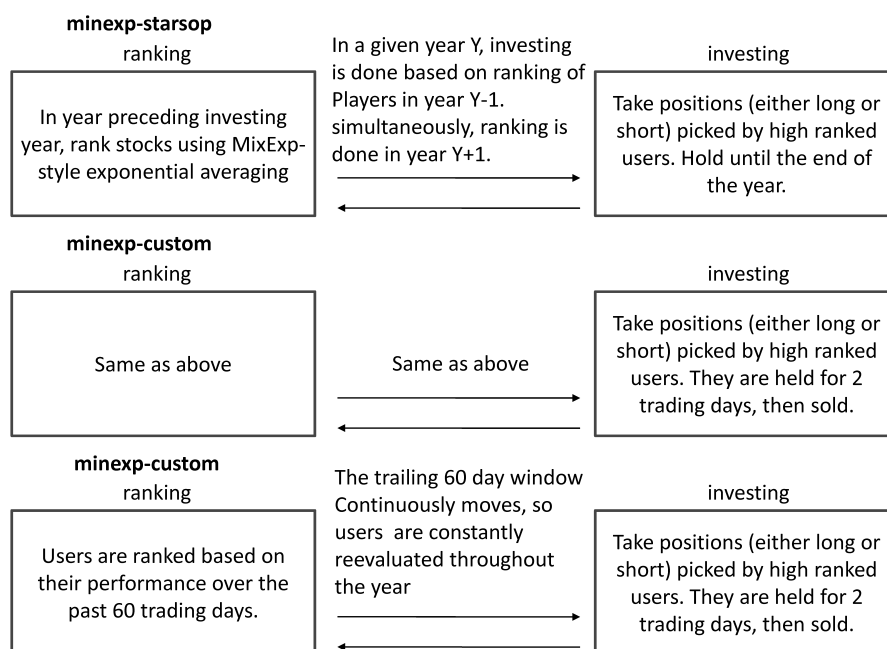 minexp-starsop
ranking
In year preceding investing
year, rank stocks using MixExp-
style exponential averaging
In a given year Y, investing
is done based on ranking of
Players in year Y-1.
simultaneously, ranking is
done in year Y+1.
investing
Take positions (either long or
short) picked by high ranked
users. Hold until the end of
the year.
minexp-custom
ranking
Same as above
Same as above
investing
Take positions (either long or
short) picked by high ranked
users. They are held for 2
trading days, then sold.
minexp-custom
ranking
Users are ranked based on
their performance over the
past 60 trading days.
The trailing 60 day window
Continuously moves, so
users are constantly
reevaluated throughout
the year
investing
Take positions (either long or
short) picked by high ranked
users. They are held for 2
trading days, then sold.